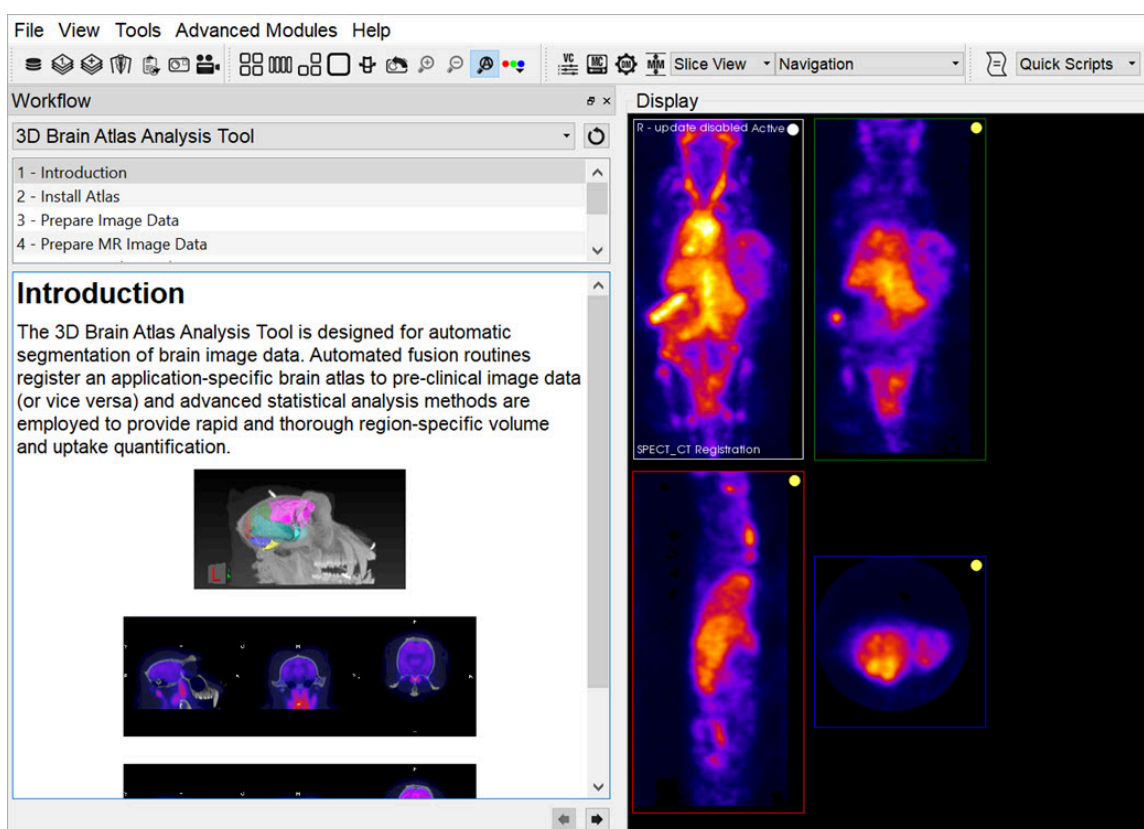 File View Tools Advanced Modules Help
VC MC DM MM Slice View Navigation Quick Scripts
Workflow
3D Brain Atlas Analysis Tool
1 - Introduction
2 - Install Atlas
3 - Prepare Image Data
4 - Prepare MR Image Data
Introduction
The 3D Brain Atlas Analysis Tool is designed for automatic
segmentation of brain image data. Automated fusion routines
register an application-specific brain atlas to pre-clinical image data
(or vice versa) and advanced statistical analysis methods are
employed to provide rapid and thorough region-specific volume
and uptake quantification.
L
Display
R - update disabled Active
SPECT_CT Registration